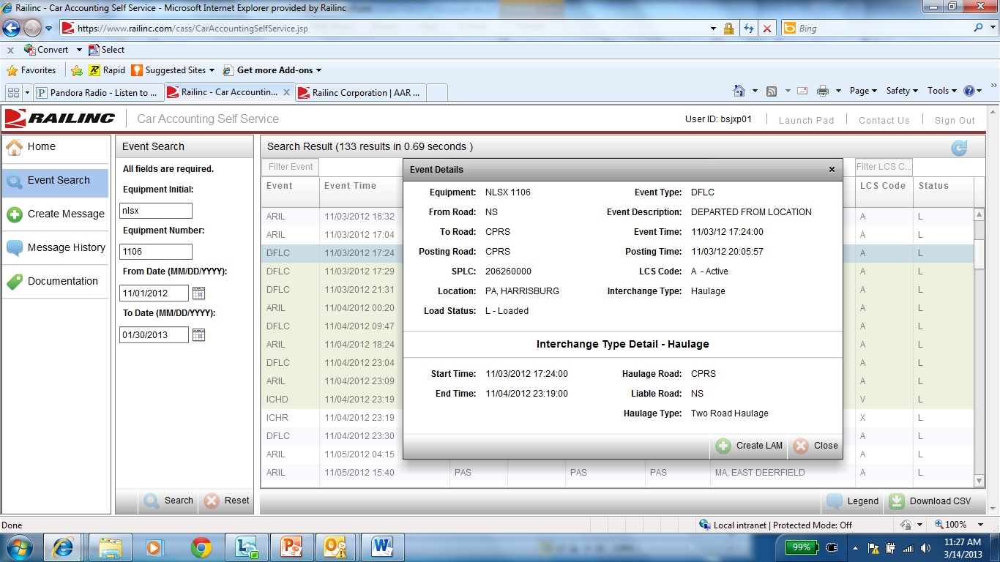 Railinc - Car Accounting Self Service - Microsoft Internet Explorer provided by Railinc
https://www.railinc.com/cass/CarAccountingSelfService.jsp
Bing
x Convert Select
Favorites Rapid Suggested Sites Get more Add-ons
Pandora Radio - Listen to ... Railinc - Car Accountin... x Railinc Corporation | AAR ... Page Safety Tools »
RAILINC Car Accounting Self Service User ID: bsjxp01 Launch Pad Contact Us Sign Out
Home
Event Search
Create Message
Message History
Documentation
Event Search
All fields are required.
Equipment Initial:
nlsx
Equipment Number:
1106
From Date (MM/DD/YYYY):
11/01/2012
To Date (MM/DD/YYYY):
01/30/2013
Search Reset
Search Result (133 results in 0.69 seconds )
Filter Event Filter LCS C...
Event Event Time LCS Code Status
ARIL 11/03/2012 16:32 A L
ARIL 11/03/2012 17:04 A L
DFLC 11/03/2012 17:24 A L
DFLC 11/03/2012 17:29 A L
DFLC 11/03/2012 21:31 A L
ARIL 11/04/2012 00:20 A L
DFLC 11/04/2012 09:47 A L
ARIL 11/04/2012 18:24 A L
DFLC 11/04/2012 23:04 A L
ARIL 11/04/2012 23:09 A L
ICHD 11/04/2012 23:19 V L
ICHR 11/04/2012 23:19 X L
DFLC 11/04/2012 23:30 A L
ARIL 11/05/2012 04:15 A L
ARIL 11/05/2012 15:40 PAS PAS PAS MA, EAST DEERFIELD A L
Event Details x
Equipment: NLSX 1106 Event Type: DFLC
From Road: NS Event Description: DEPARTED FROM LOCATION
To Road: CPRS Event Time: 11/03/12 17:24:00
Posting Road: CPRS Posting Time: 11/03/12 20:05:57
SPLC: 206260000 LCS Code: A - Active
Location: PA, HARRISBURG Interchange Type: Haulage
Load Status: L - Loaded
Interchange Type Detail - Haulage
Start Time: 11/03/2012 17:24:00 Haulage Road: CPRS
End Time: 11/04/2012 23:19:00 Liable Road: NS
Haulage Type: Two Road Haulage
Create LAM Close
Legend Download CSV
Done Local intranet | Protected Mode: Off 100%
99% 11:27 AM
3/14/2013